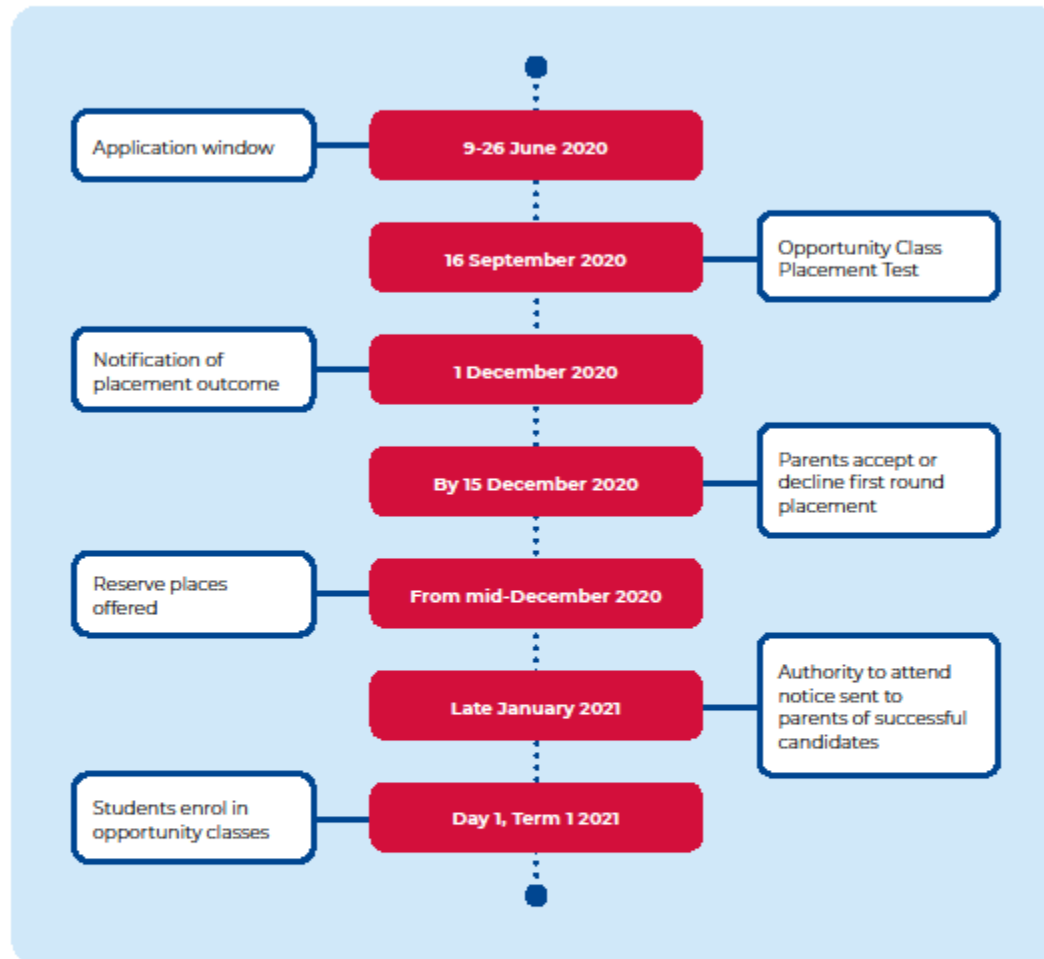 Application window
9-26 June 2020
16 September 2020
Opportunity Class
Placement Test
Notification of
placement outcome
1 December 2020
By 15 December 2020
Parents accept or
decline first round
placement
Reserve places
offered
From mid-December 2020
Late January 2021
Authority to attend
notice sent to
parents of successful
candidates
Students enrol in
opportunity classes
Day 1, Term 1 2021